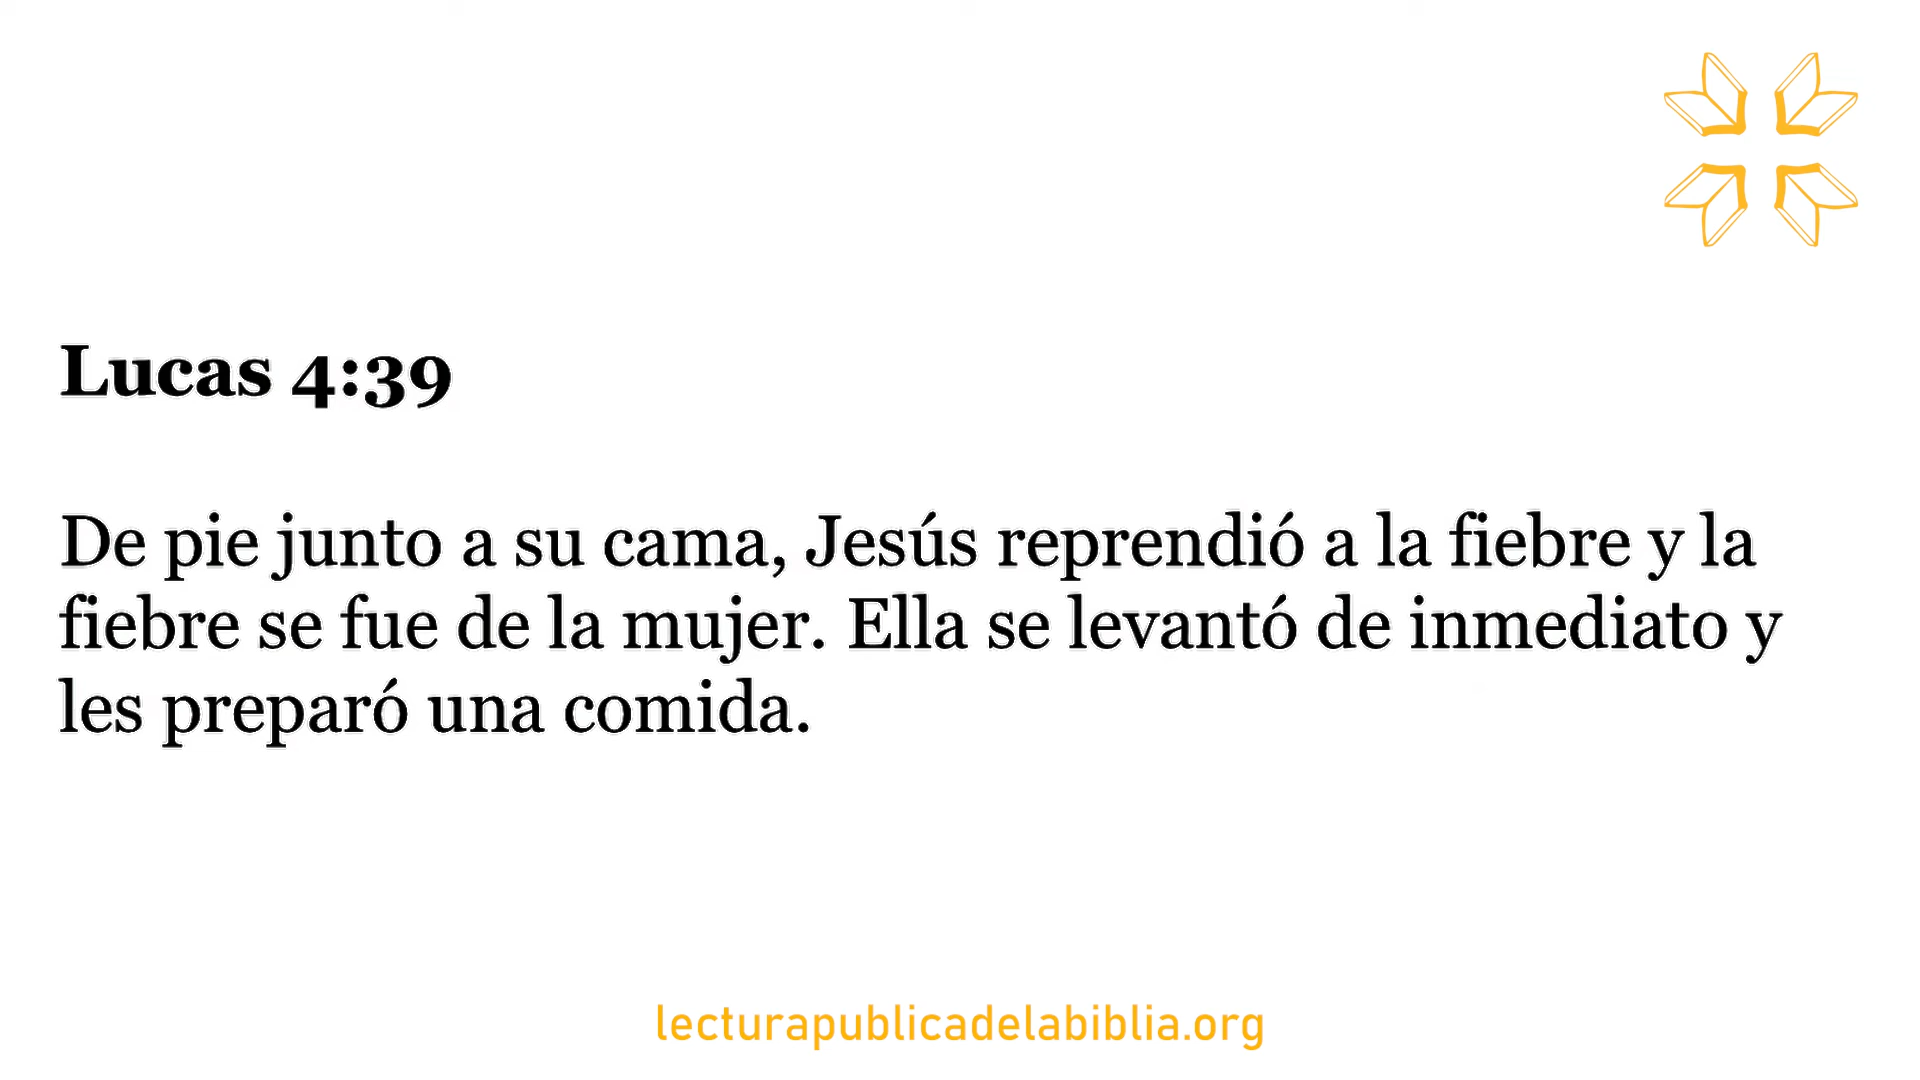 Lucas 4:39
De pie junto a su cama, Jesús reprendió a la fiebre y la
fiebre se fue de la mujer. Ella se levantó de inmediato y
les preparó una comida.
lecturapublicadelabiblia.org